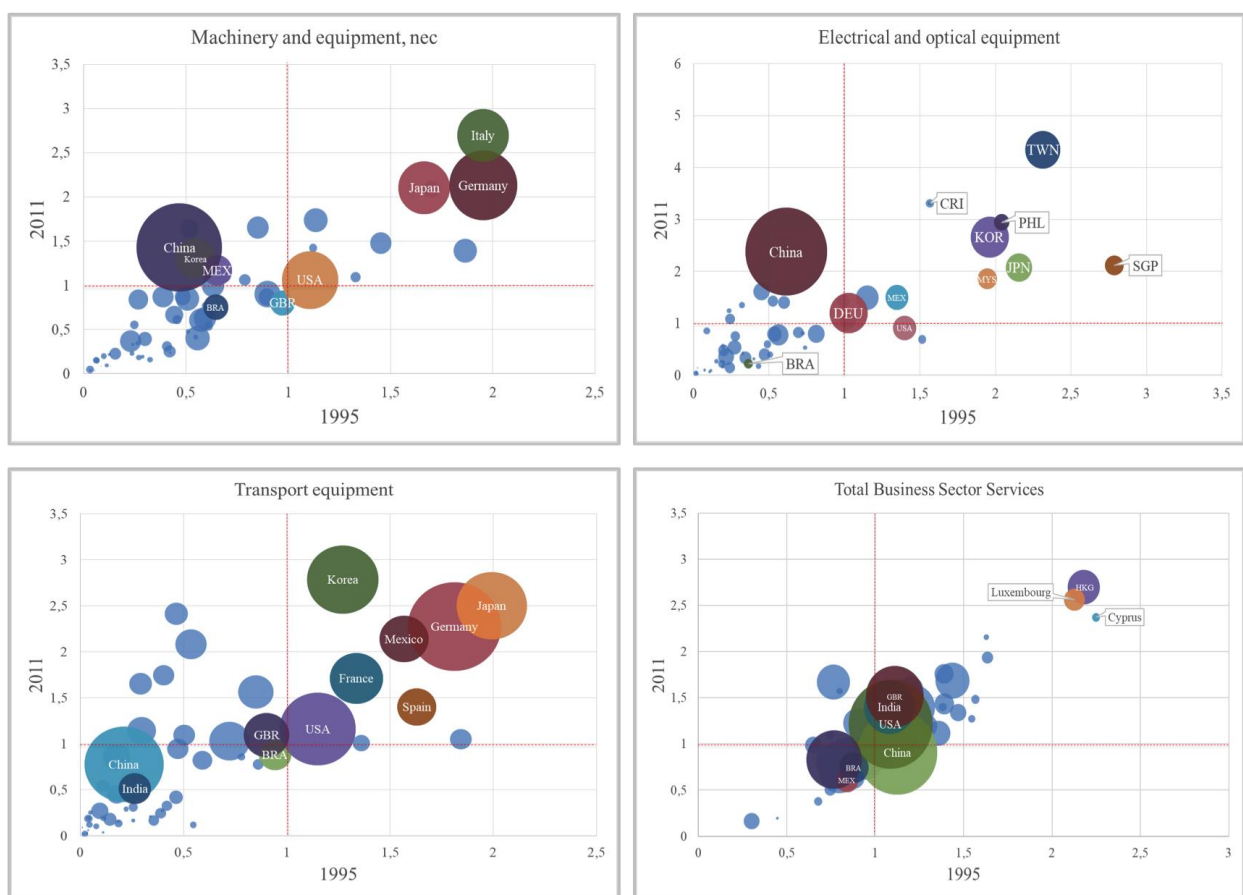 Machinery and equipment, nec
3,5
3
2,5
2
1,5
1
0,5
0
2011
Italy
Japan
Germany
China
Korea
MEX
USA
GBR
BRA
0
0,5
1
1,5
2
2,5
1995
Electrical and optical equipment
6
5
4
3
2
1
0
2011
TWN
CRI
PHL
KOR
China
JPN
SGP
MYS
MEX
DEU
USA
BRA
0
0,5
1
1,5
2
2,5
3
3,5
1995
Transport equipment
3,5
3
2,5
2
1,5
1
0,5
0
2011
Korea
Japan
Germany
Mexico
France
Spain
USA
GBR
BRA
China
India
0
0,5
1
1,5
2
2,5
1995
Total Business Sector Services
3,5
3
2,5
2
1,5
1
0,5
0
2011
HKG
Luxembourg
Cyprus
GBR
India
USA
China
BRA
MEX
0
0,5
1
1,5
2
2,5
3
1995